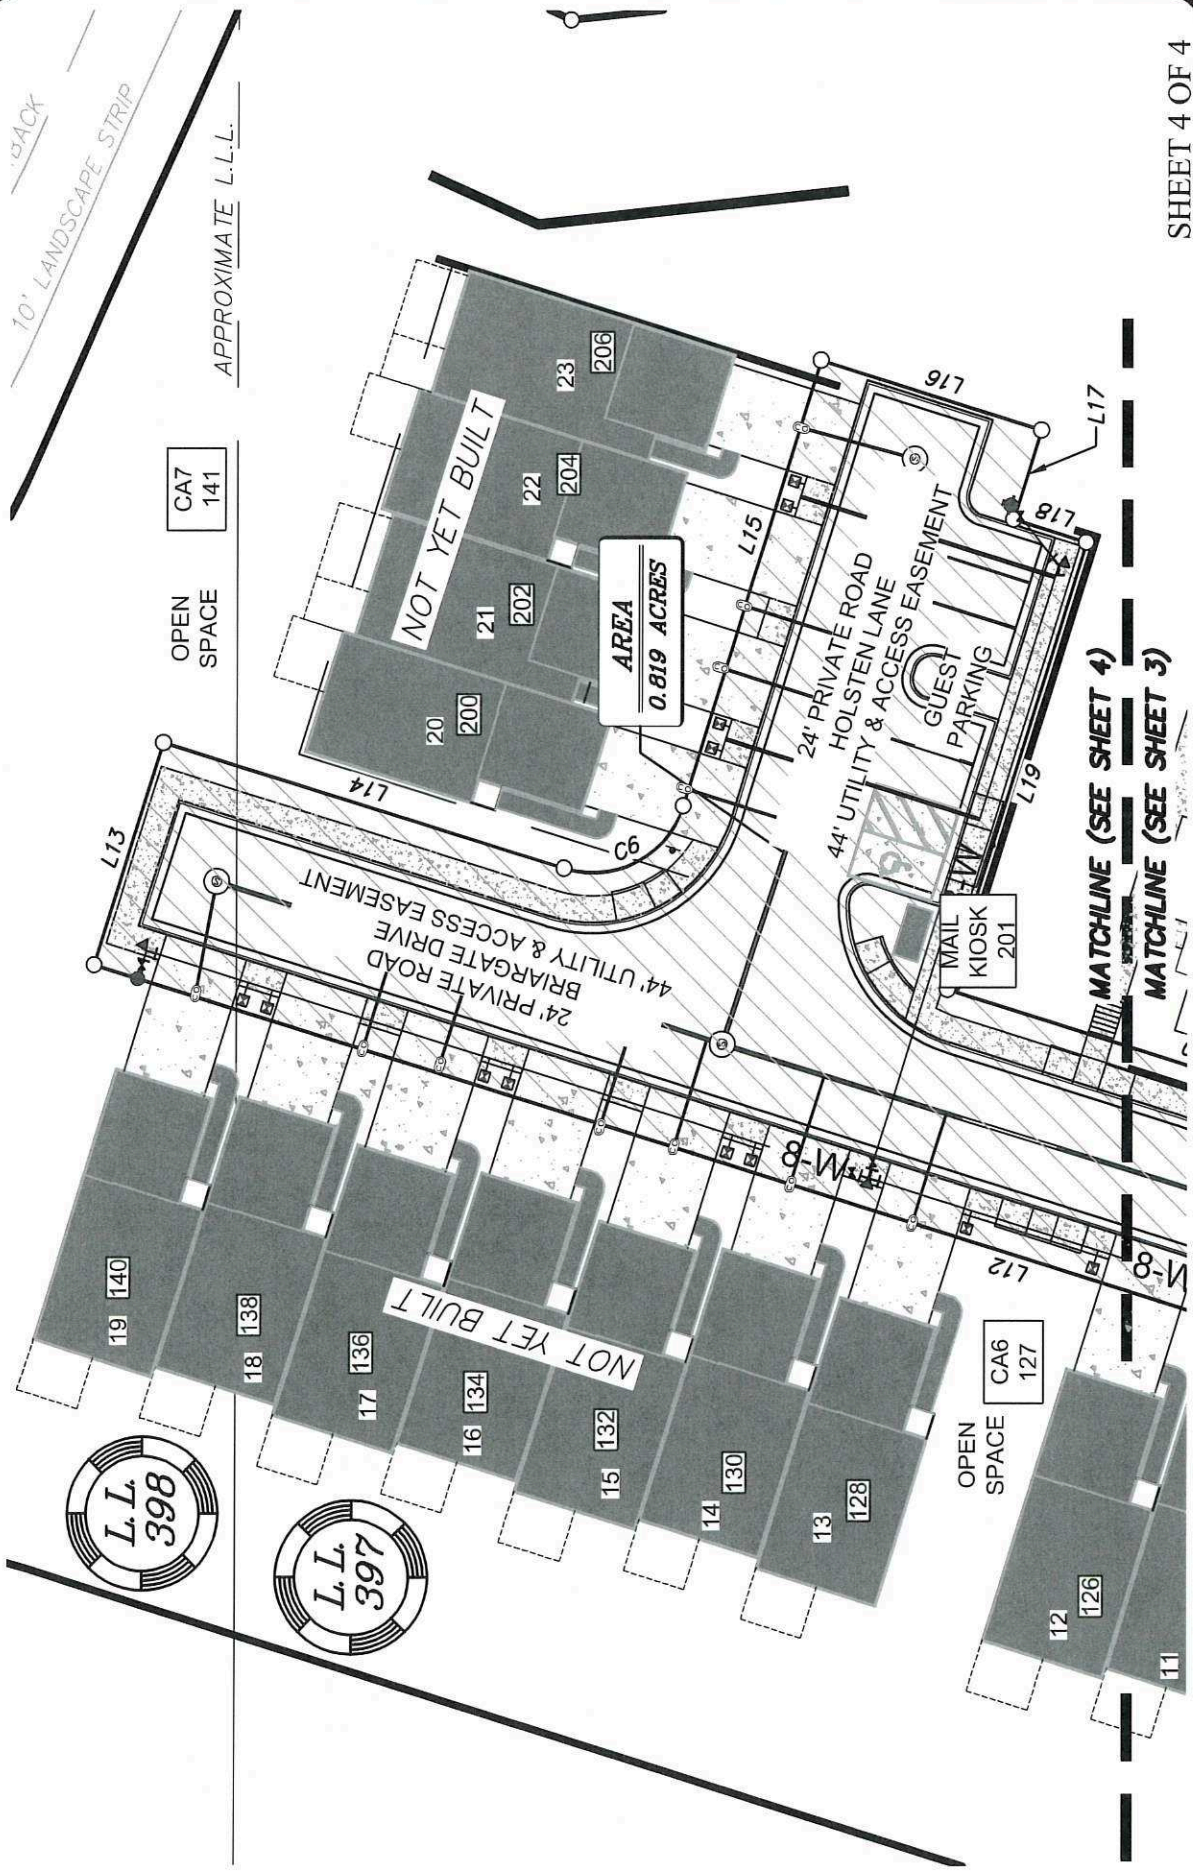 BACK
10' LANDSCAPE STRIP
APPROXIMATE L.L.L.
CA7
141
OPEN
SPACE
NOT YET BUILT
23
206
22
204
21
202
20
200
AREA
0.819 ACRES
L13
L14
C9
L15
L16
L17
L18
L19
24' PRIVATE ROAD
HOLSTEN LANE
44' UTILITY & ACCESS EASEMENT
GUEST
PARKING
24' PRIVATE ROAD
BRIARGATE DRIVE
44' UTILITY & ACCESS EASEMENT
MAIL
KIOSK
201
MATCHLINE (SEE SHEET 4)
MATCHLINE (SEE SHEET 3)
19
140
18
138
17
136
16
134
15
132
14
130
13
128
NOT YET BUILT
L.L.
398
L.L.
397
8-W
L12
8-W
OPEN
SPACE
CA6
127
12
126
11
SHEET 4 OF 4